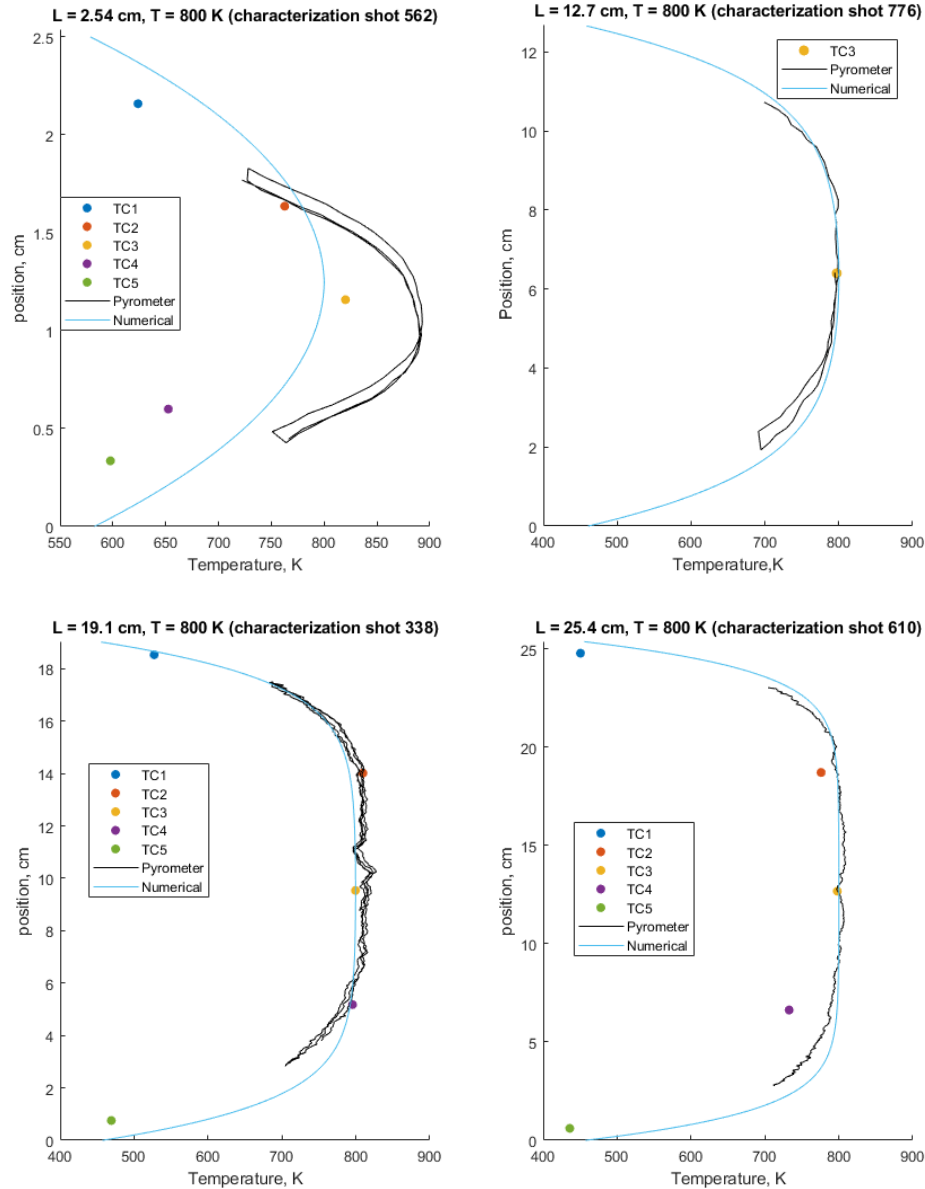 L = 2.54 cm, T = 800 K (characterization shot 562)
2.5
2
1.5
1
0.5
0
position, cm
TC1
TC2
TC3
TC4
TC5
Pyrometer
Numerical
550
600
650
700
750
800
850
900
Temperature, K
L = 12.7 cm, T = 800 K (characterization shot 776)
12
10
8
6
4
2
0
Position, cm
TC3
Pyrometer
Numerical
400
500
600
700
800
900
Temperature,K
L = 19.1 cm, T = 800 K (characterization shot 338)
18
16
14
12
10
8
6
4
2
0
position, cm
TC1
TC2
TC3
TC4
TC5
Pyrometer
Numerical
400
500
600
700
800
900
Temperature, K
L = 25.4 cm, T = 800 K (characterization shot 610)
25
20
15
10
5
0
position, cm
TC1
TC2
TC3
TC4
TC5
Pyrometer
Numerical
400
500
600
700
800
900
Temperature, K